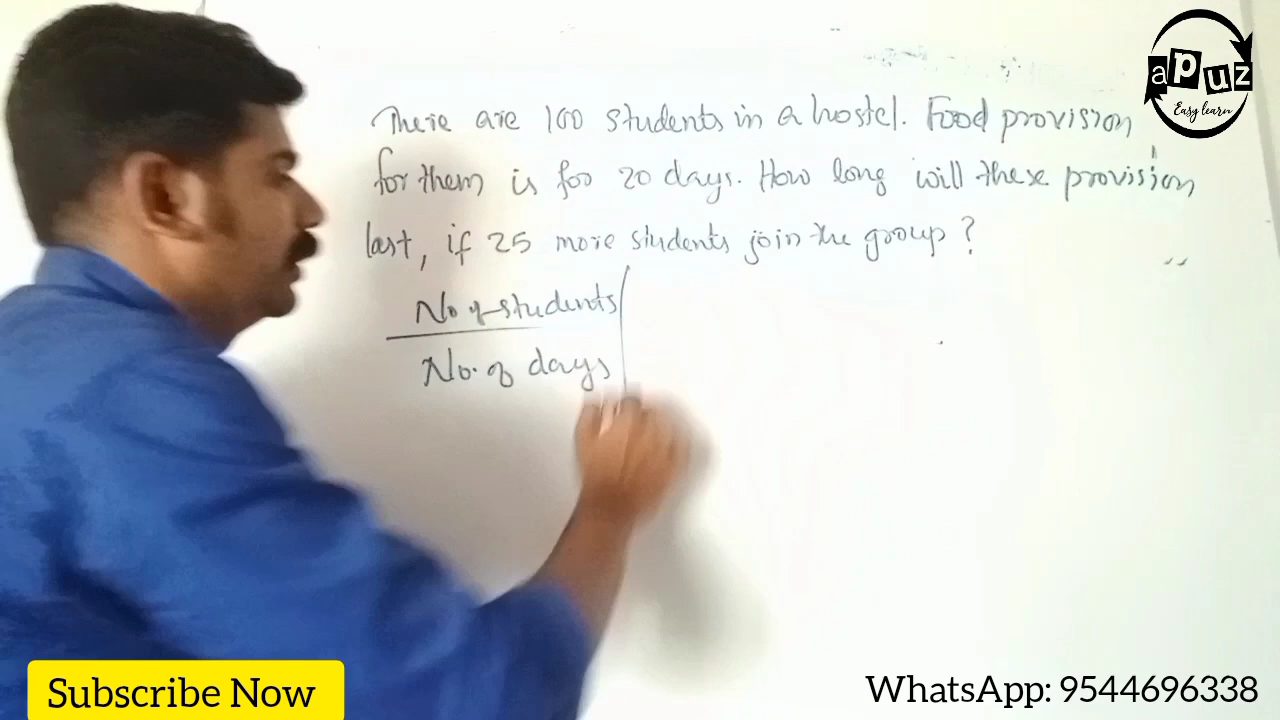 There are 100 students in a hostel. Food provision
for them is for 20 days. How long will these provision
last, if 25 more students join the group?
No of students
No. of days
apuz
Easy learn
Subscribe Now
WhatsApp: 9544696338